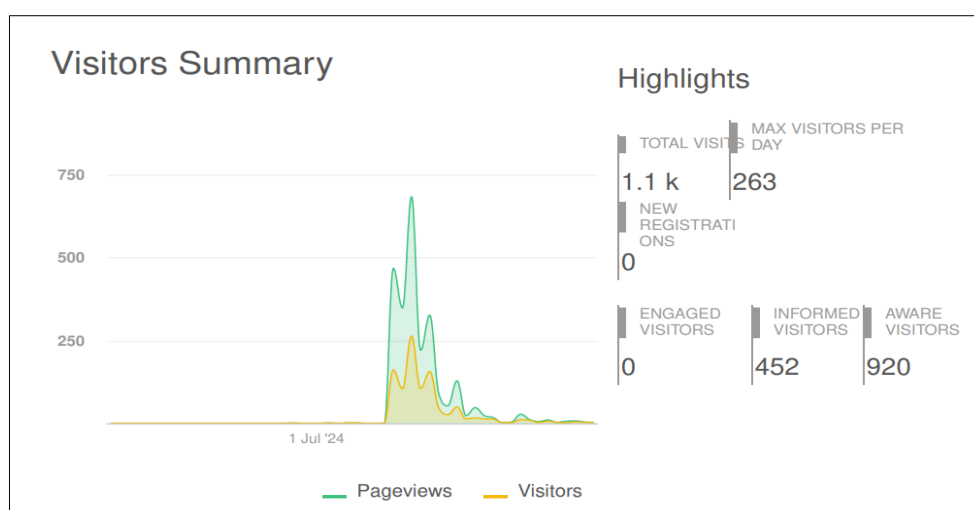 Visitors Summary
750
500
250
1 Jul '24
Pageviews
Visitors
Highlights
TOTAL VISITS
1.1 k
MAX VISITORS PER
DAY
263
NEW
REGISTRATI
ONS
0
ENGAGED
VISITORS
0
INFORMED
VISITORS
452
AWARE
VISITORS
920